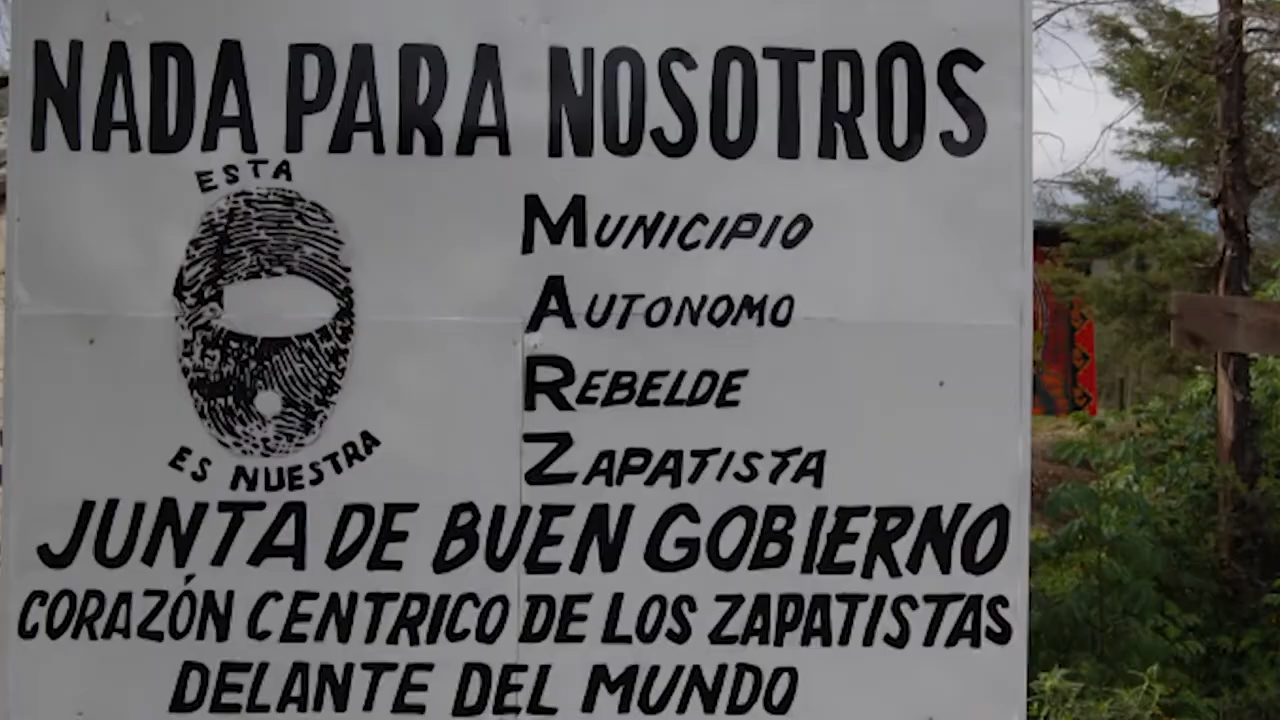 NADA PARA NOSOTROS
ESTA
ES NUESTRA
MUNICIPIO
AUTONOMO
REBELDE
ZAPATISTA
JUNTA DE BUEN GOBIERNO
CORAZÓN CENTRICO DE LOS ZAPATISTAS
DELANTE DEL MUNDO